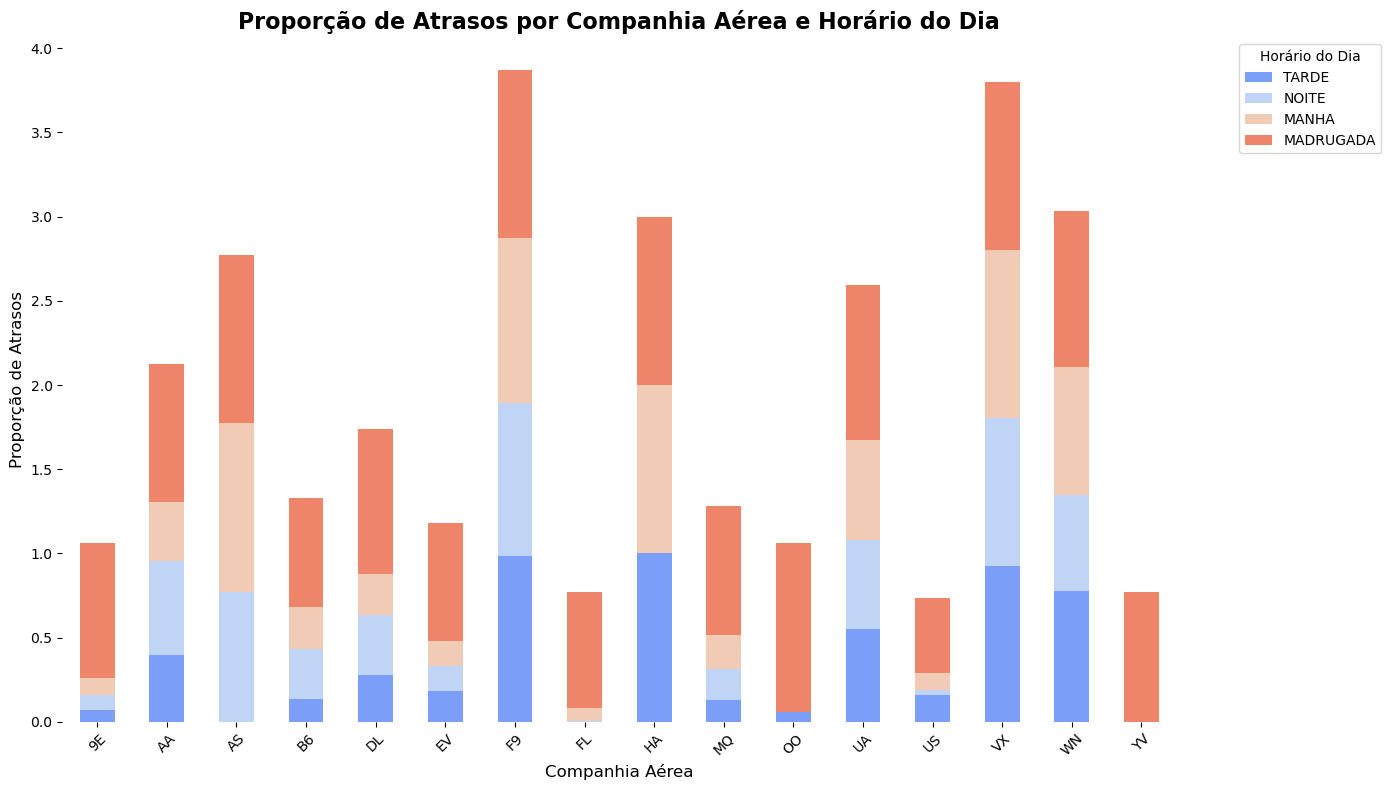 Proporção de Atrasos por Companhia Aérea e Horário do Dia
Horário do Dia
TARDE
NOITE
MANHA
MADRUGADA
Proporção de Atrasos
4.0
3.5
3.0
2.5
2.0
1.5
1.0
0.5
0.0
9E AA AS B6 DL EV F9 FL HA MQ OO UA US VX WN YV
Companhia Aérea